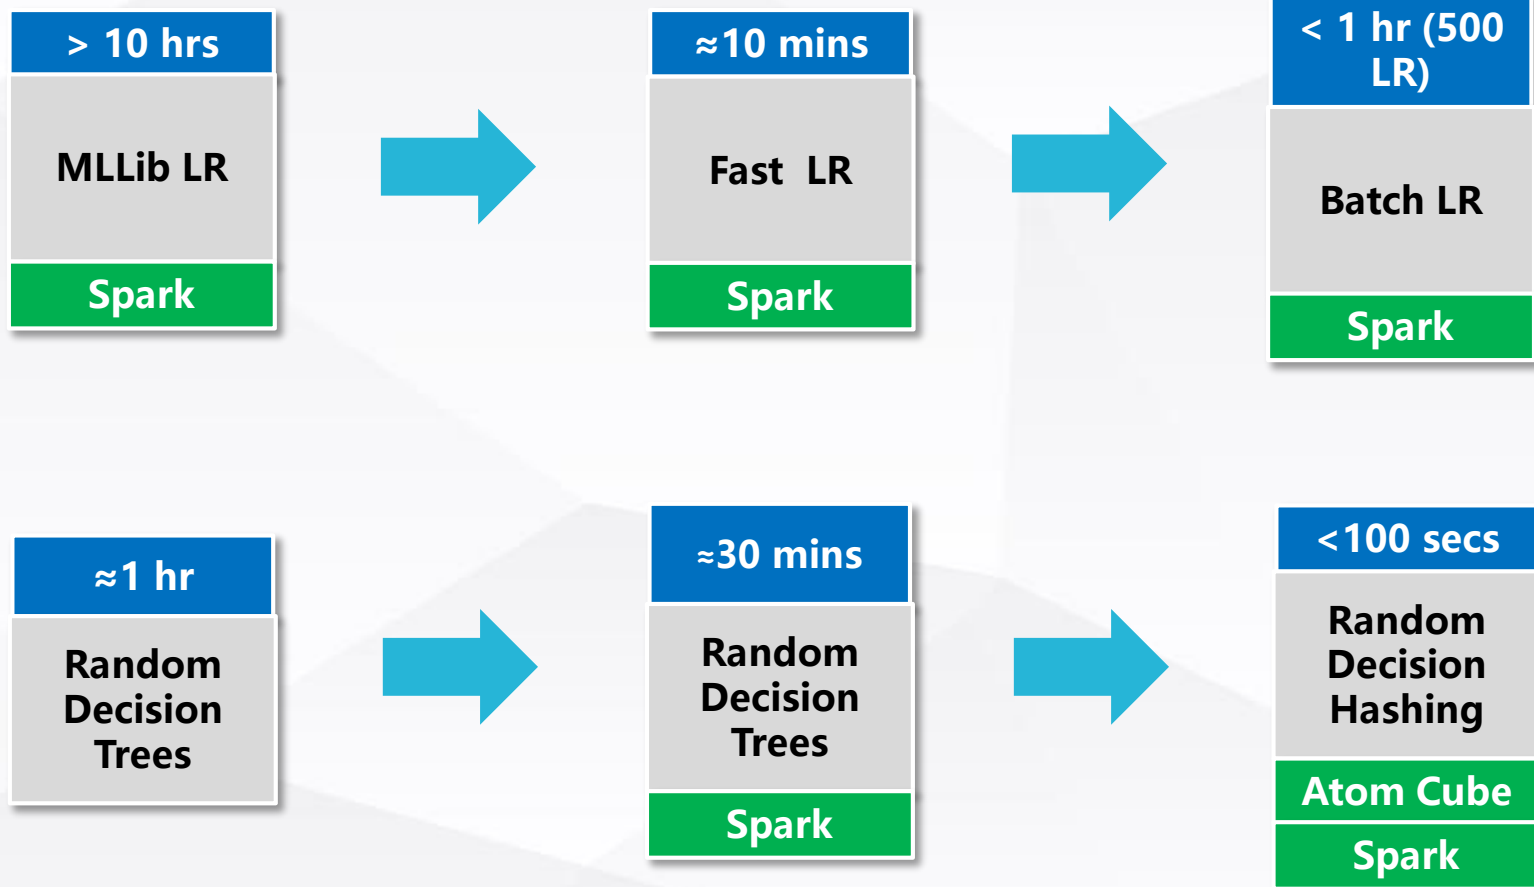 > 10 hrs
MLLib LR
Spark
≈10 mins
Fast LR
Spark
< 1 hr (500
LR)
Batch LR
Spark
≈1 hr
Random
Decision
Trees
≈30 mins
Random
Decision
Trees
Spark
<100 secs
Random
Decision
Hashing
Atom Cube
Spark